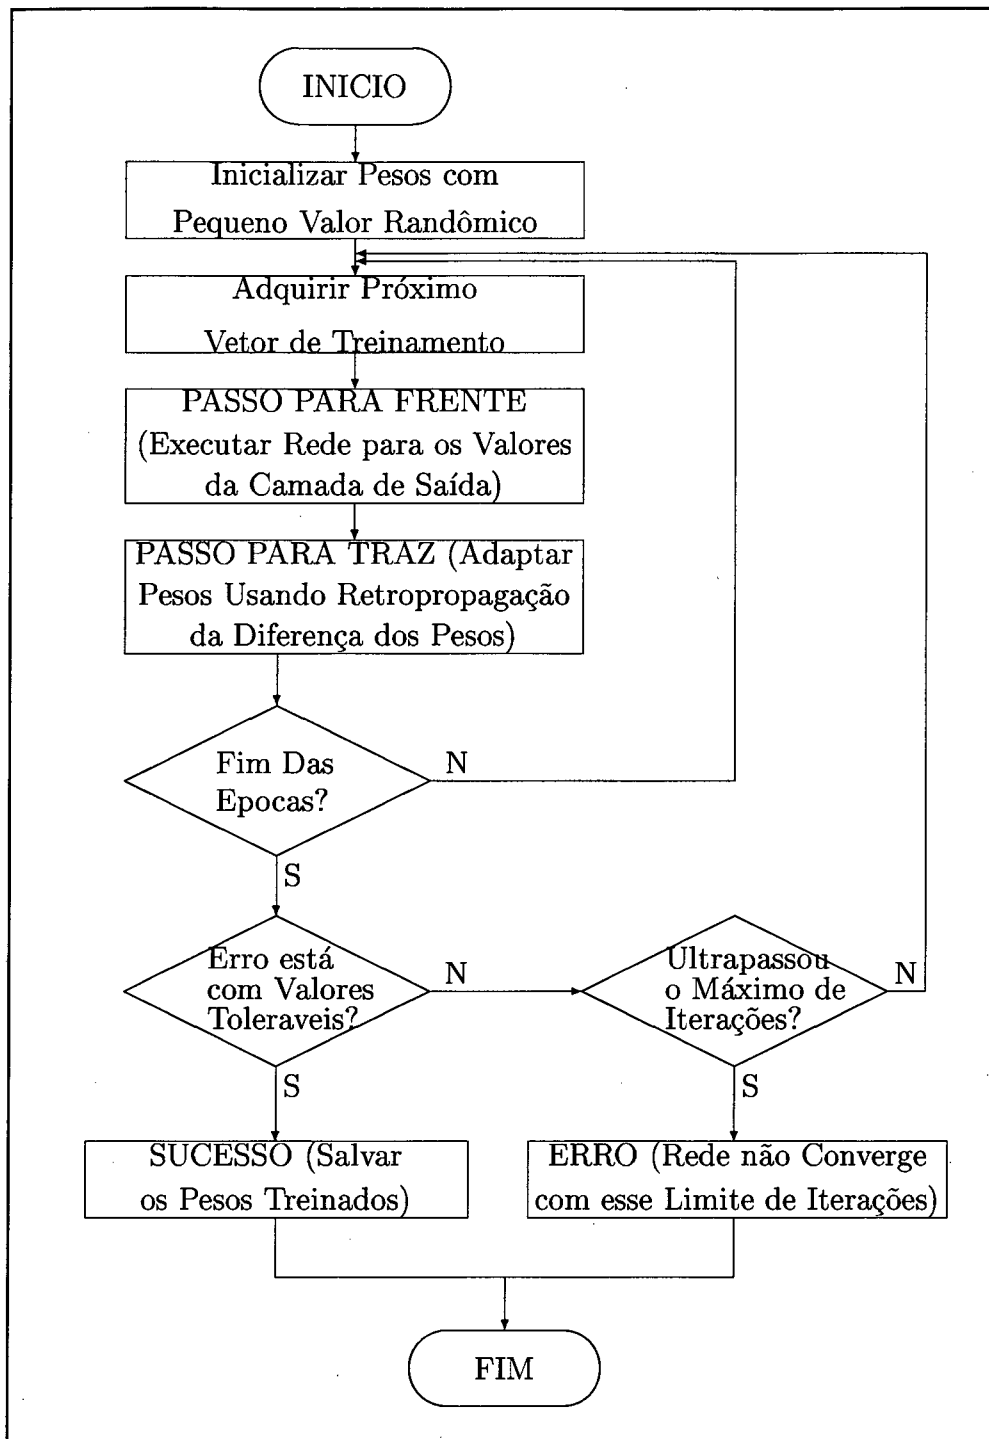 INICIO
Inicializar Pesos com
Pequeno Valor Randômico
Adquirir Próximo
Vetor de Treinamento
PASSO PARA FRENTE
(Executar Rede para os Valores
da Camada de Saída)
PASSO PARA TRAZ (Adaptar
Pesos Usando Retropropagação
da Diferença dos Pesos)
Fim Das
Epocas?
N
S
Erro está
com Valores
Toleraveis?
N
Ultrapassou
o Máximo de
Iterações?
N
S
S
SUCESSO (Salvar
os Pesos Treinados)
ERRO (Rede não Converge
com esse Limite de Iterações)
FIM